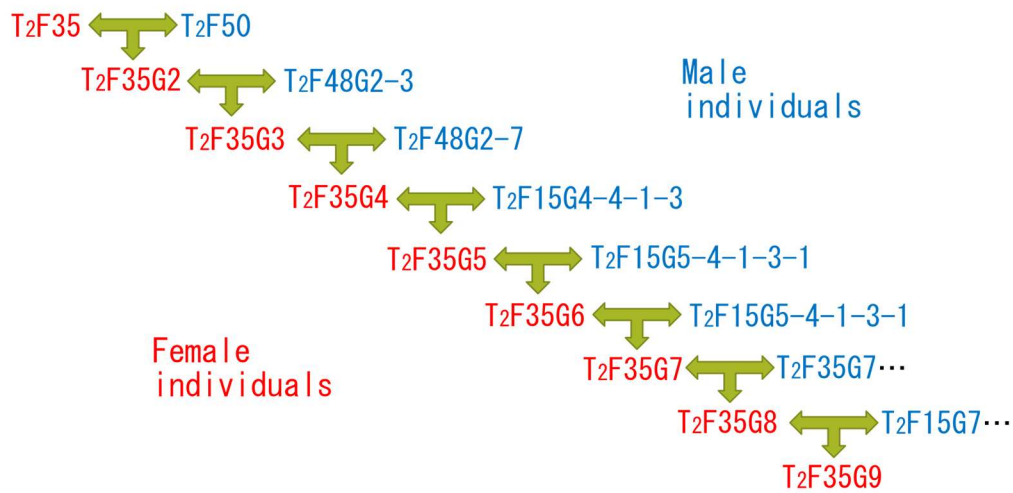 T₂F35 T₂F50
T₂F35G2 T₂F48G2-3
Male
individuals
T₂F35G3 T₂F48G2-7
T₂F35G4 T₂F15G4-4-1-3
T₂F35G5 T₂F15G5-4-1-3-1
T₂F35G6 T₂F15G5-4-1-3-1
Female
individuals
T₂F35G7 T₂F35G7…
T₂F35G8 T₂F15G7…
T₂F35G9